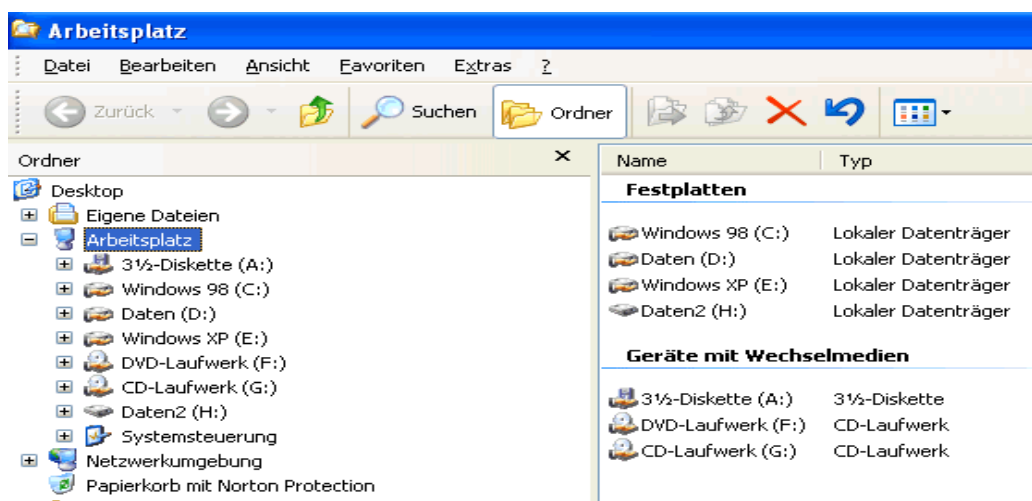 Arbeitsplatz
Datei Bearbeiten Ansicht Favoriten Extras ?
Zurück Suchen Ordner
Ordner
Desktop
Eigene Dateien
Arbeitsplatz
3½-Diskette (A:)
Windows 98 (C:)
Daten (D:)
Windows XP (E:)
DVD-Laufwerk (F:)
CD-Laufwerk (G:)
Daten2 (H:)
Systemsteuerung
Netzwerkumgebung
Papierkorb mit Norton Protection
Name Typ
Festplatten
Windows 98 (C:) Lokaler Datenträger
Daten (D:) Lokaler Datenträger
Windows XP (E:) Lokaler Datenträger
Daten2 (H:) Lokaler Datenträger
Geräte mit Wechselmedien
3½-Diskette (A:) 3½-Diskette
DVD-Laufwerk (F:) CD-Laufwerk
CD-Laufwerk (G:) CD-Laufwerk